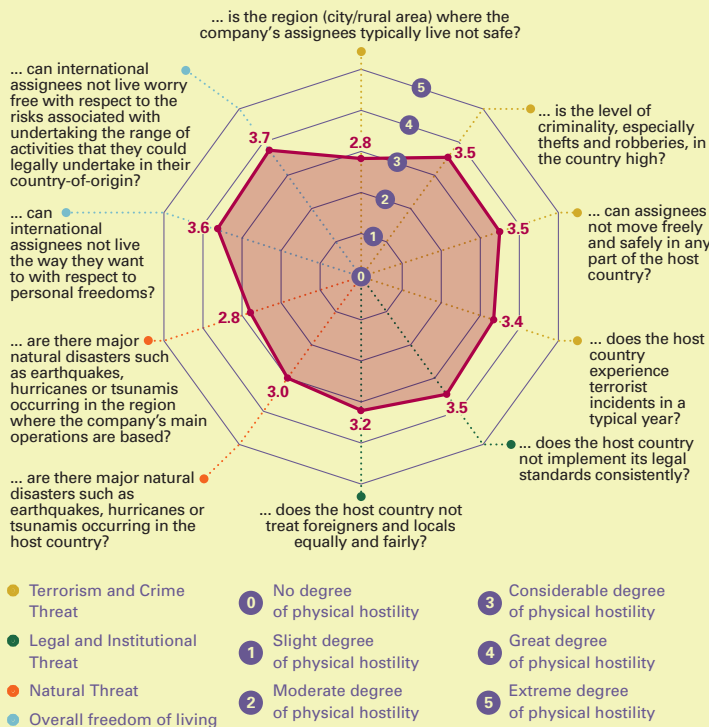 ... is the region (city/rural area) where the
company's assignees typically live not safe?
... can international
assignees not live worry
free with respect to the
risks associated with
undertaking the range of
activities that they could
legally undertake in their
country-of-origin?
... is the level of
criminality, especially
thefts and robberies, in
the country high?
... can
international
assignees not live
the way they want
to with respect to
personal freedoms?
... can assignees
not move freely
and safely in any
part of the host
country?
... are there major
natural disasters such
as earthquakes,
hurricanes or tsunamis
occurring in the region
where the company's main
operations are based?
... does the host
country
experience
terrorist
incidents in a
typical year?
... are there major natural
disasters such as
earthquakes, hurricanes or
tsunamis occurring in the
host country?
... does the host country not
treat foreigners and locals
equally and fairly?
... does the host country
not implement its legal
standards consistently?
5
4
3
2
1
0
2.8
3.5
3.5
3.4
3.5
3.2
3.0
2.8
3.6
3.7
Terrorism and Crime
Threat
Legal and Institutional
Threat
Natural Threat
Overall freedom of living
0 No degree
of physical hostility
1 Slight degree
of physical hostility
2 Moderate degree
of physical hostility
3 Considerable degree
of physical hostility
4 Great degree
of physical hostility
5 Extreme degree
of physical hostility